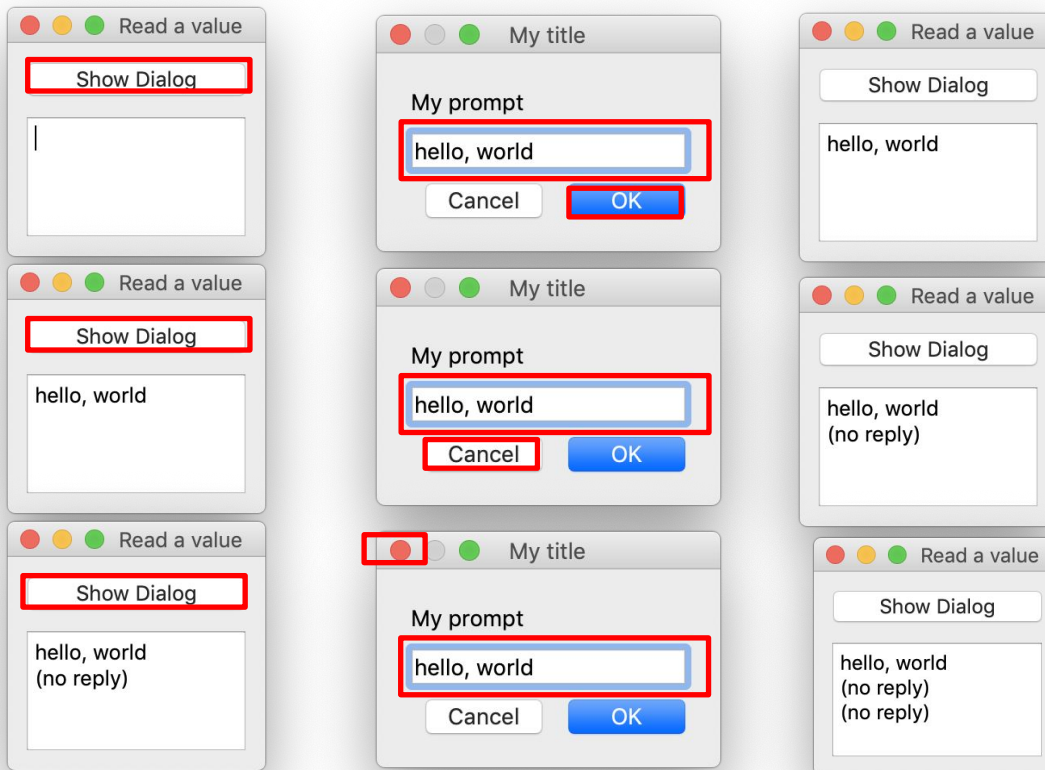 Read a value
Show Dialog
My title
My prompt
hello, world
Cancel OK
Read a value
Show Dialog
hello, world
Read a value
Show Dialog
hello, world
My title
My prompt
hello, world
Cancel OK
Read a value
Show Dialog
hello, world
(no reply)
Read a value
Show Dialog
hello, world
(no reply)
My title
My prompt
hello, world
Cancel OK
Read a value
Show Dialog
hello, world
(no reply)
(no reply)